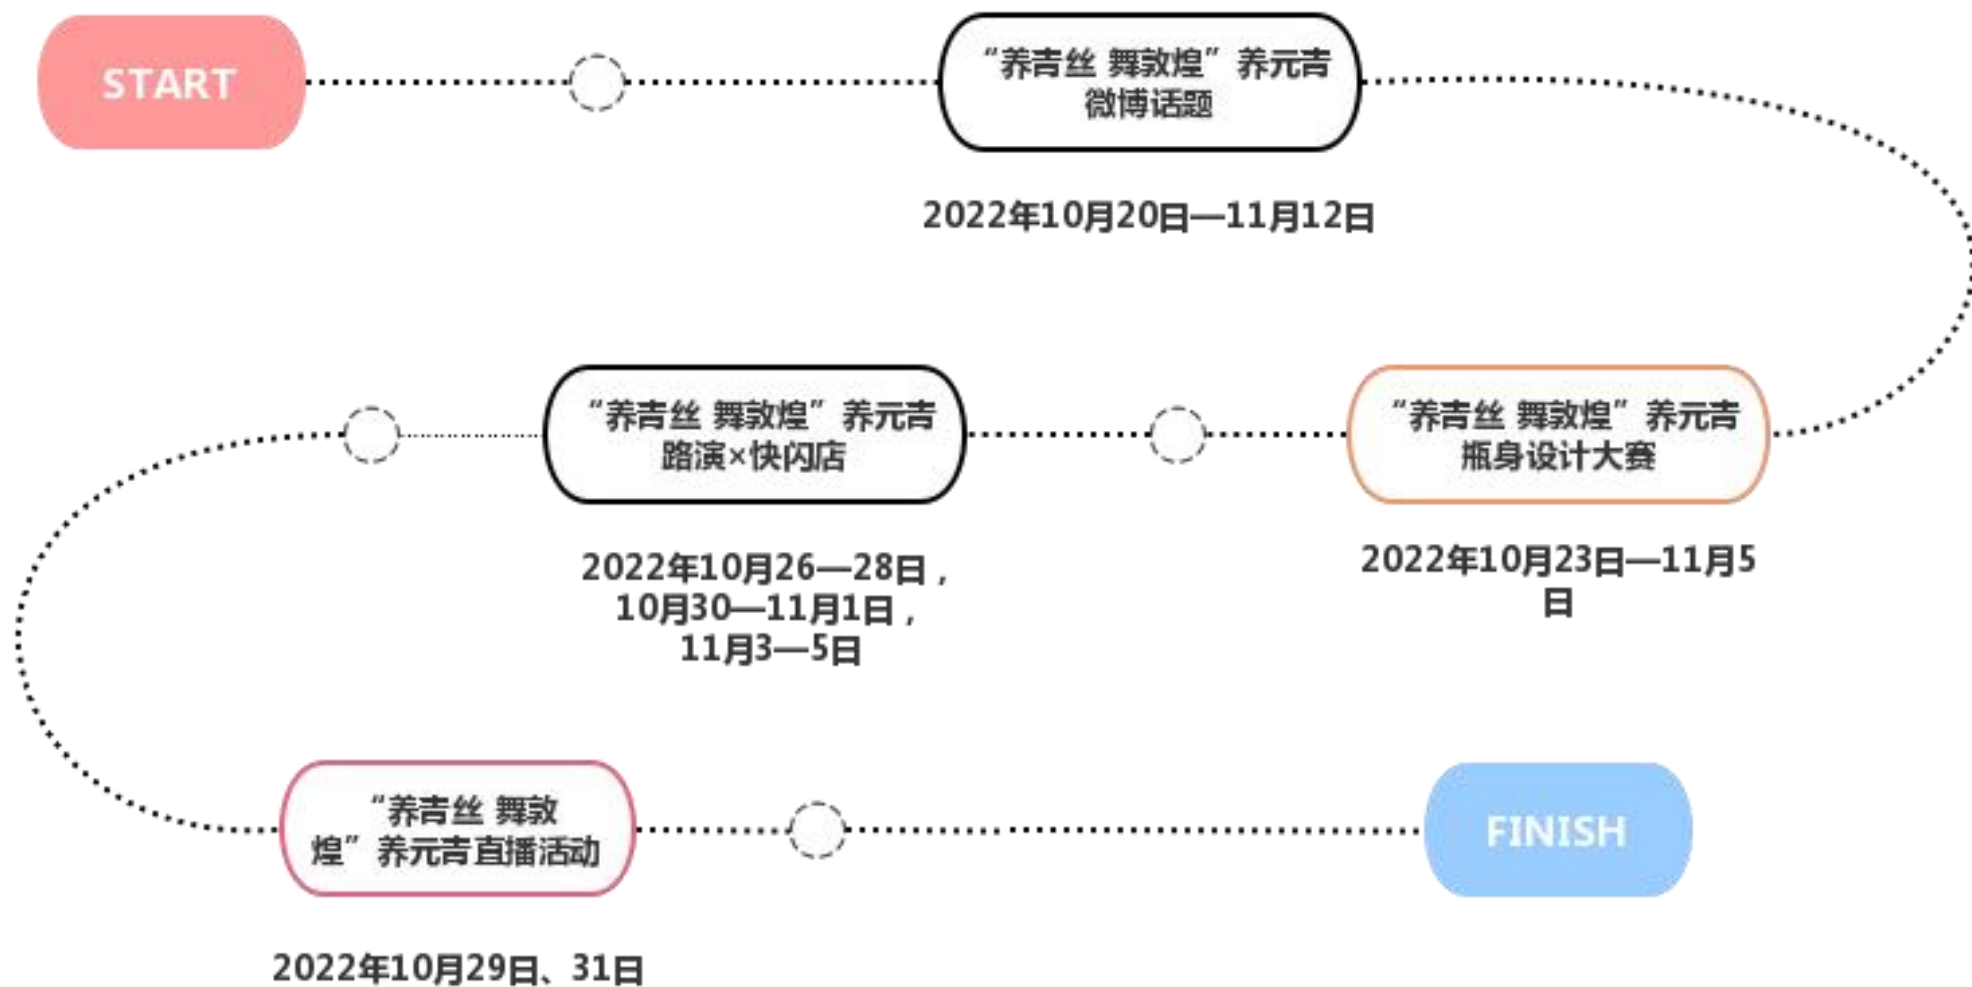 START
“养青丝 舞敦煌”养元青
微博话题
2022年10月20日—11月12日
“养青丝 舞敦煌”养元青
路演×快闪店
“养青丝 舞敦煌”养元青
瓶身设计大赛
2022年10月26—28日，
10月30—11月1日，
11月3—5日
2022年10月23日—11月5
日
“养青丝 舞敦
煌”养元青直播活动
FINISH
2022年10月29日、31日